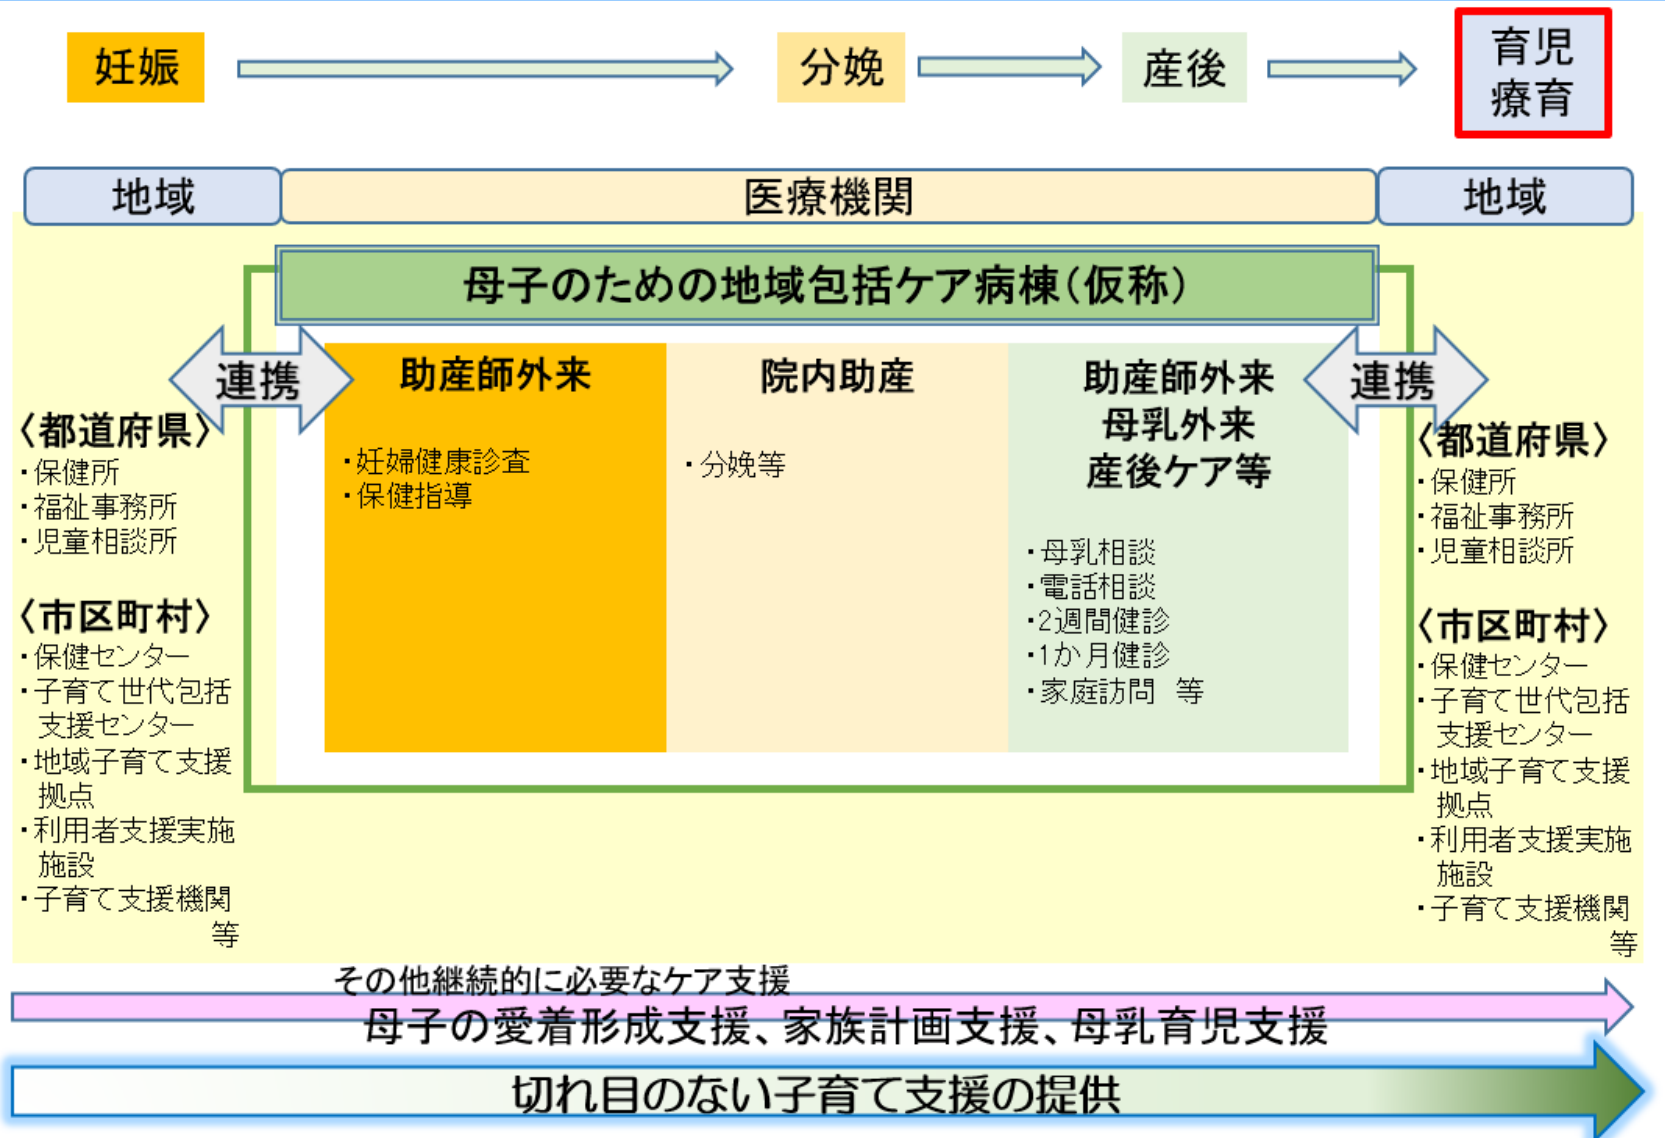 妊娠
分娩
産後
育児
療育
地域
医療機関
地域
母子のための地域包括ケア病棟(仮称)
連携
〈都道府県〉
・保健所
・福祉事務所
・児童相談所
〈市区町村〉
・保健センター
・子育て世代包括
支援センター
・地域子育て支援
拠点
・利用者支援実施
施設
・子育て支援機関
等
助産師外来
・妊婦健康診査
・保健指導
院内助産
・分娩等
助産師外来
母乳外来
産後ケア等
・母乳相談
・電話相談
・2週間健診
・1か月健診
・家庭訪問 等
連携
〈都道府県〉
・保健所
・福祉事務所
・児童相談所
〈市区町村〉
・保健センター
・子育て世代包括
支援センター
・地域子育て支援
拠点
・利用者支援実施
施設
・子育て支援機関
等
その他継続的に必要なケア支援
母子の愛着形成支援、家族計画支援、母乳育児支援
切れ目のない子育て支援の提供